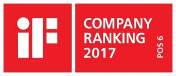 iF
COMPANY
RANKING
2017
POS 6